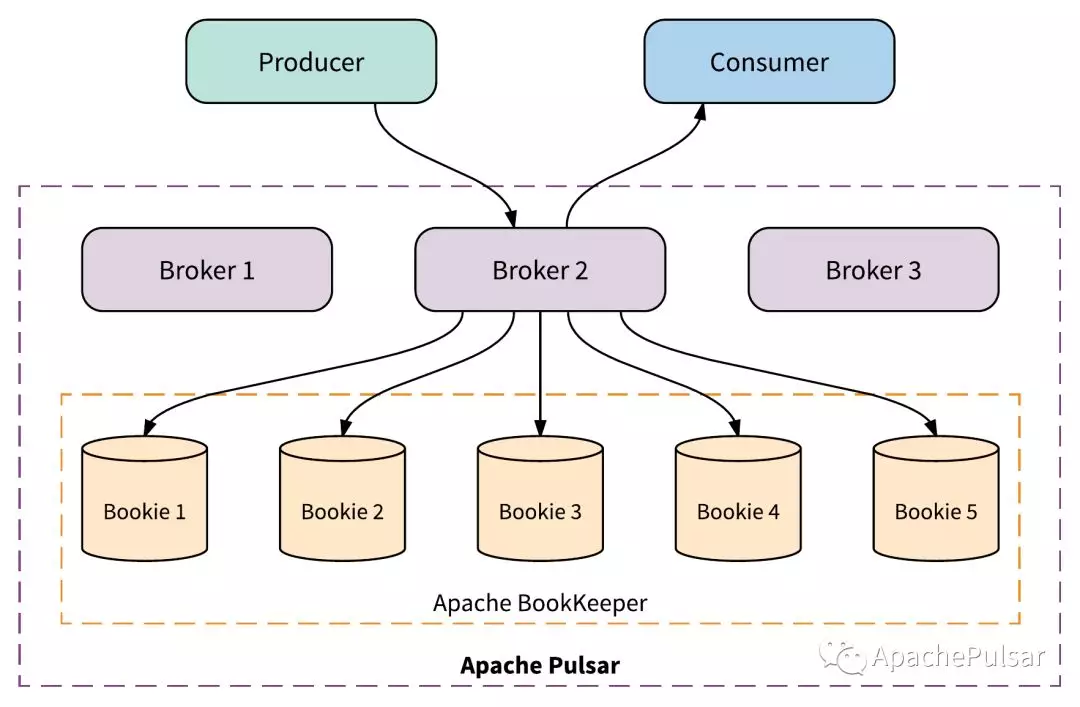 Producer
Consumer
Broker 1
Broker 2
Broker 3
Bookie 1
Bookie 2
Bookie 3
Bookie 4
Bookie 5
Apache BookKeeper
Apache Pulsar
ApachePulsar